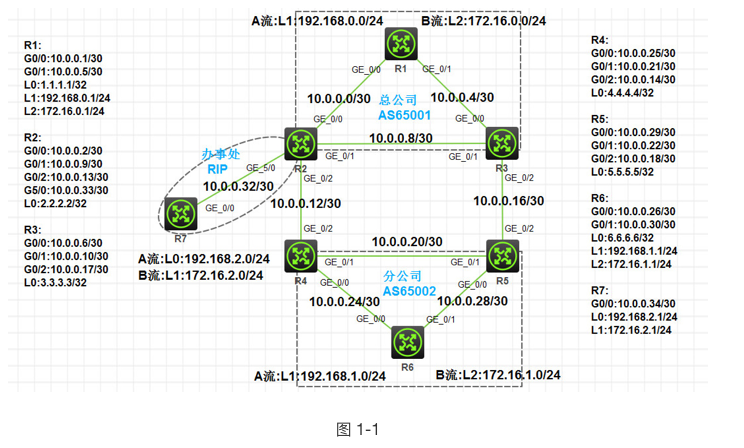 A流:L1:192.168.0.0/24
B流:L2:172.16.0.0/24
R1:
G0/0:10.0.0.1/30
G0/1:10.0.0.5/30
L0:1.1.1.1/32
L1:192.168.0.1/24
L2:172.16.0.1/24
R2:
G0/0:10.0.0.2/30
G0/1:10.0.0.9/30
G0/2:10.0.0.13/30
G5/0:10.0.0.33/30
L0:2.2.2.2/32
R3:
G0/0:10.0.0.6/30
G0/1:10.0.0.10/30
G0/2:10.0.0.17/30
L0:3.3.3.3/32
GE_0/0
R1
GE_0/1
10.0.0.0/30
10.0.0.4/30
总公司
AS65001
GE_0/0
GE_0/0
10.0.0.8/30
R2
GE_0/1
GE_0/1
R3
办事处
RIP
GE_5/0
10.0.0.32/30
GE_0/0
R7
GE_0/2
GE_0/2
10.0.0.12/30
10.0.0.16/30
GE_0/2
GE_0/2
A流:L0:192.168.2.0/24
B流:L1:172.16.2.0/24
10.0.0.20/30
R4
GE_0/1
GE_0/1
R5
分公司
AS65002
GE_0/0
GE_0/0
10.0.0.24/30
10.0.0.28/30
GE_0/0
GE_0/1
R6
A流:L1:192.168.1.0/24
B流:L2:172.16.1.0/24
R4:
G0/0:10.0.0.25/30
G0/1:10.0.0.21/30
G0/2:10.0.0.14/30
L0:4.4.4.4/32
R5:
G0/0:10.0.0.29/30
G0/1:10.0.0.22/30
G0/2:10.0.0.18/30
L0:5.5.5.5/32
R6:
G0/0:10.0.0.26/30
G0/1:10.0.0.30/30
L0:6.6.6.6/32
L1:192.168.1.1/24
L2:172.16.1.1/24
R7:
G0/0:10.0.0.34/30
L0:192.168.2.1/24
L1:172.16.2.1/24
图 1-1